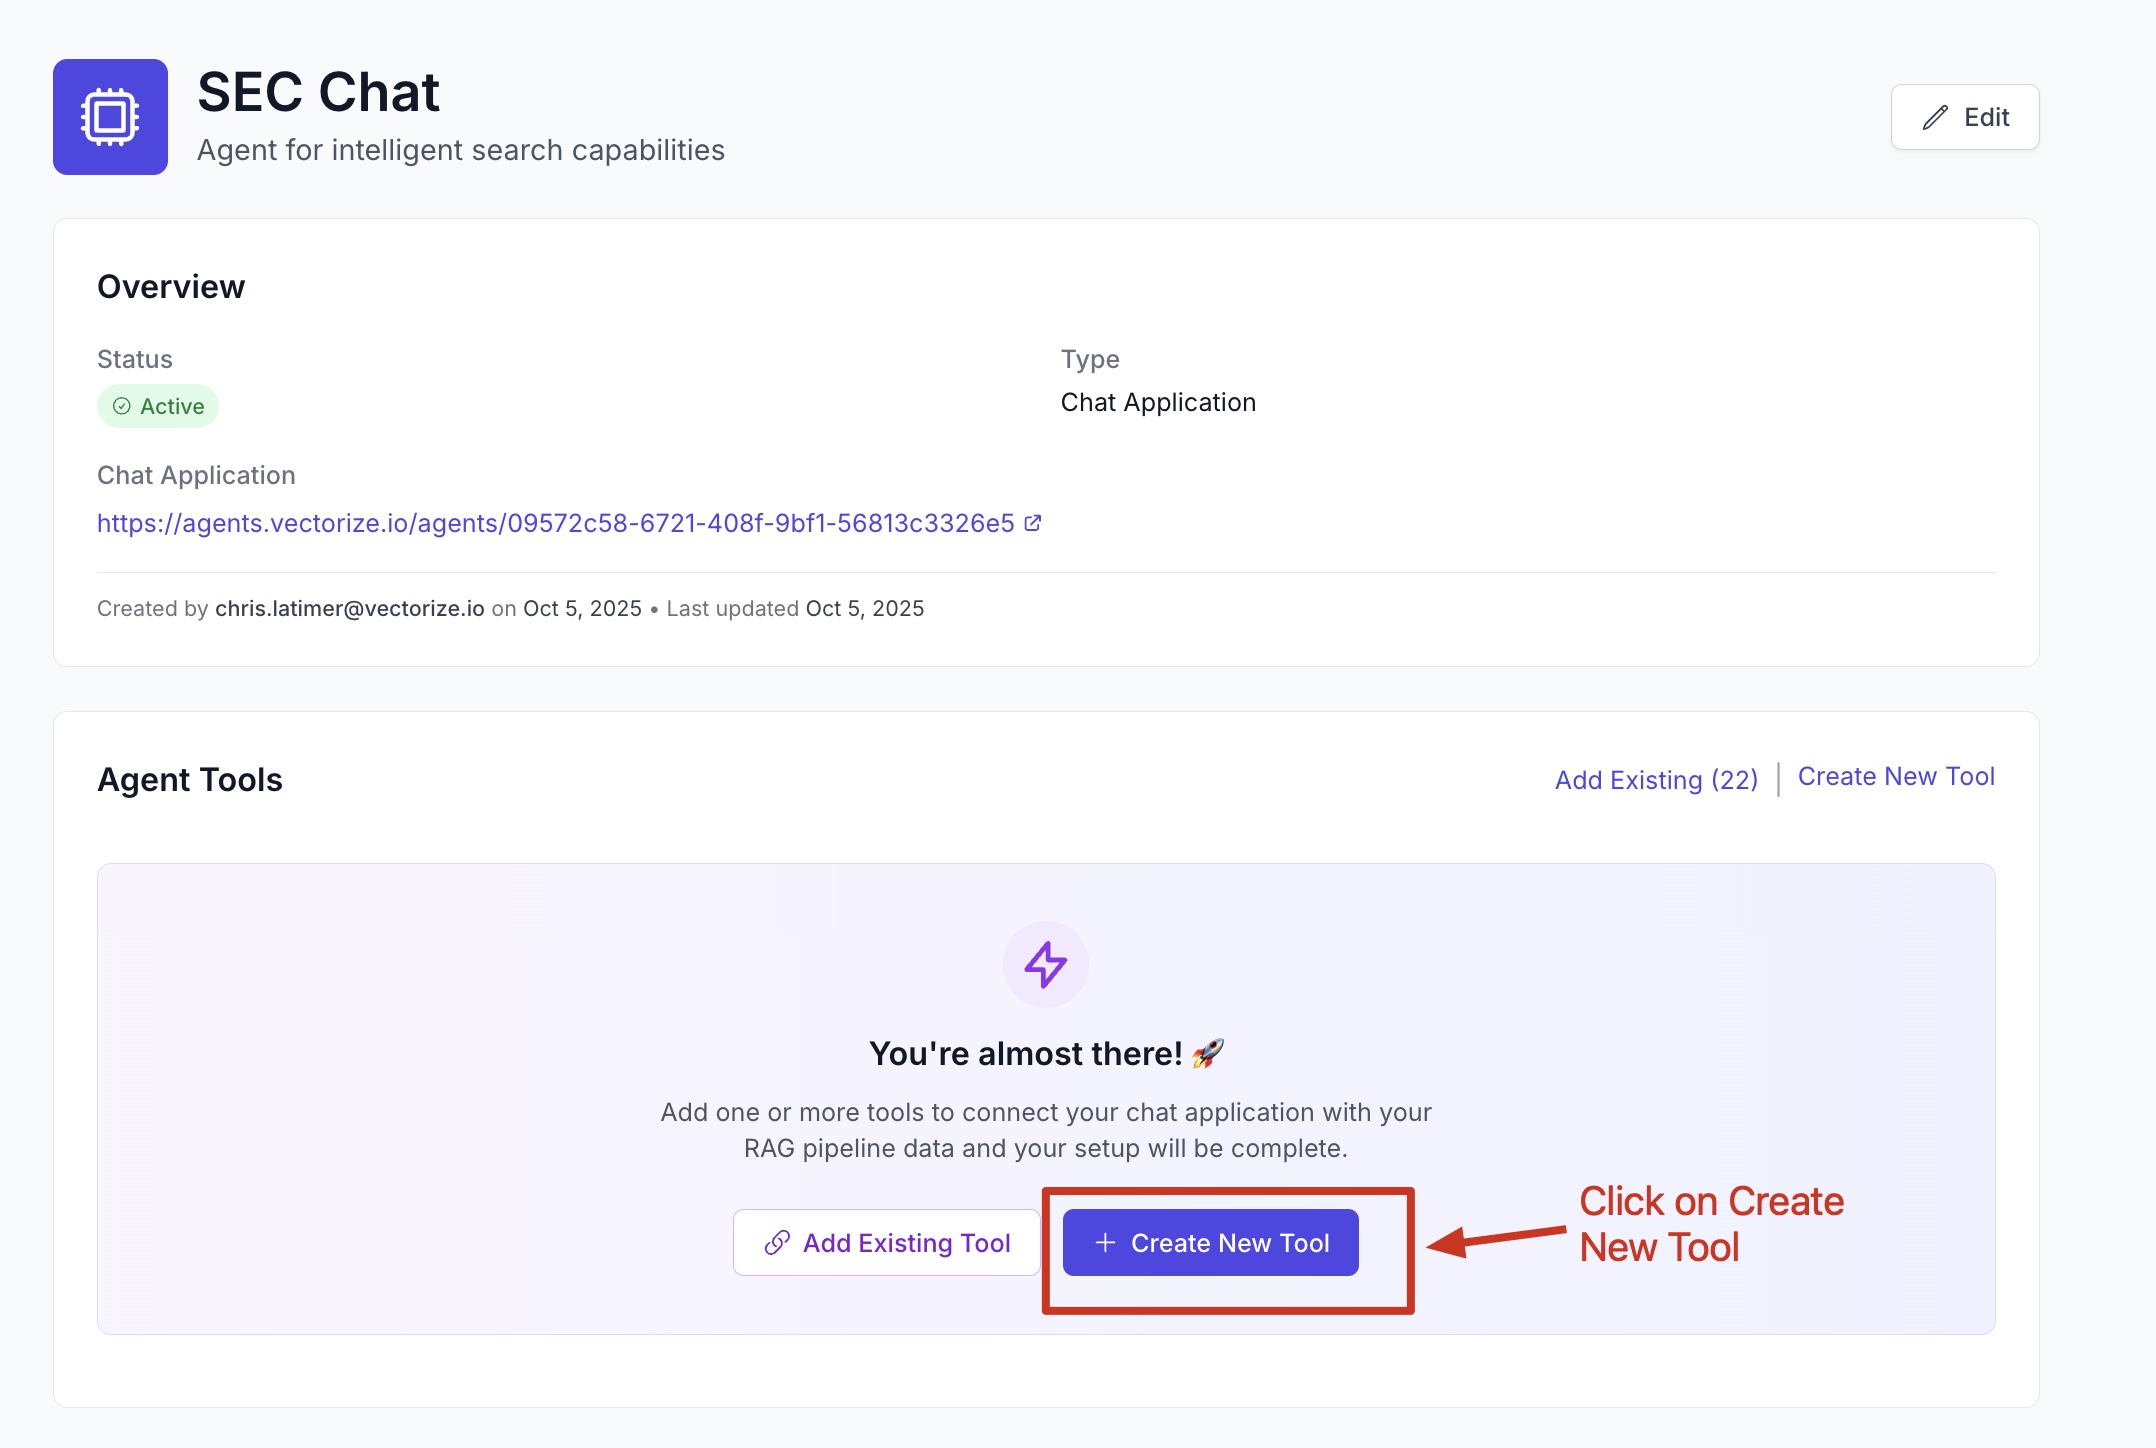 SEC Chat
Agent for intelligent search capabilities
Edit
Overview
Status
Type
Active
Chat Application
Chat Application
https://agents.vectorize.io/agents/09572c58-6721-408f-9bf1-56813c3326e5
Created by chris.latimer@vectorize.io on Oct 5, 2025 • Last updated Oct 5, 2025
Agent Tools
Add Existing (22)
Create New Tool
You're almost there! 🚀
Add one or more tools to connect your chat application with your
RAG pipeline data and your setup will be complete.
Add Existing Tool
Create New Tool
Click on Create
New Tool